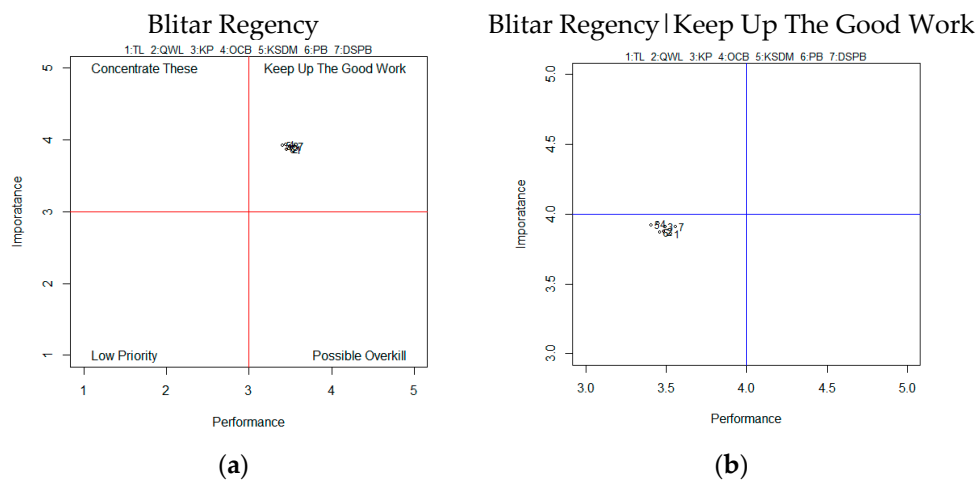 Blitar Regency
1:TL 2:QWL 3:KP 4:OCB 5:KSDM 6:PB 7:DSPB
Concentrate These
Keep Up The Good Work
5
4
3
2
1
Imporatance
Low Priority
Possible Overkill
1 2 3 4 5
Performance
(a)
Blitar Regency|Keep Up The Good Work
1:TL 2:QWL 3:KP 4:OCB 5:KSDM 6:PB 7:DSPB
5.0
4.5
4.0
3.5
3.0
Imporatance
54 3 7
1
3.0 3.5 4.0 4.5 5.0
Performance
(b)